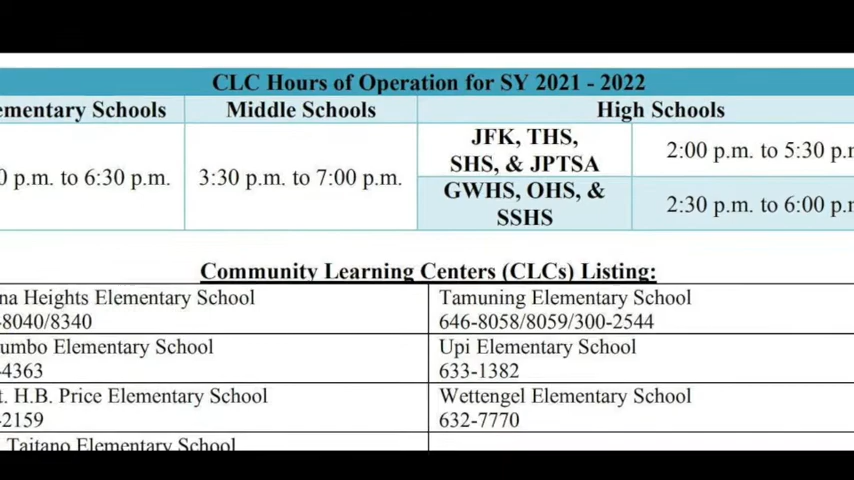 CLC Hours of Operation for SY 2021 - 2022
ementary Schools Middle Schools High Schools
0 p.m. to 6:30 p.m. 3:30 p.m. to 7:00 p.m.
JFK, THS,
SHS, & JPTSA
2:00 p.m. to 5:30 p.m
GWHS, OHS, &
SSHS
2:30 p.m. to 6:00 p.m
Community Learning Centers (CLCs) Listing:
na Heights Elementary School
-8040/8340
Tamuning Elementary School
646-8058/8059/300-2544
umbo Elementary School
-4363
Upi Elementary School
633-1382
t. H.B. Price Elementary School
-2159
Wettengel Elementary School
632-7770
Taitano Elementary School